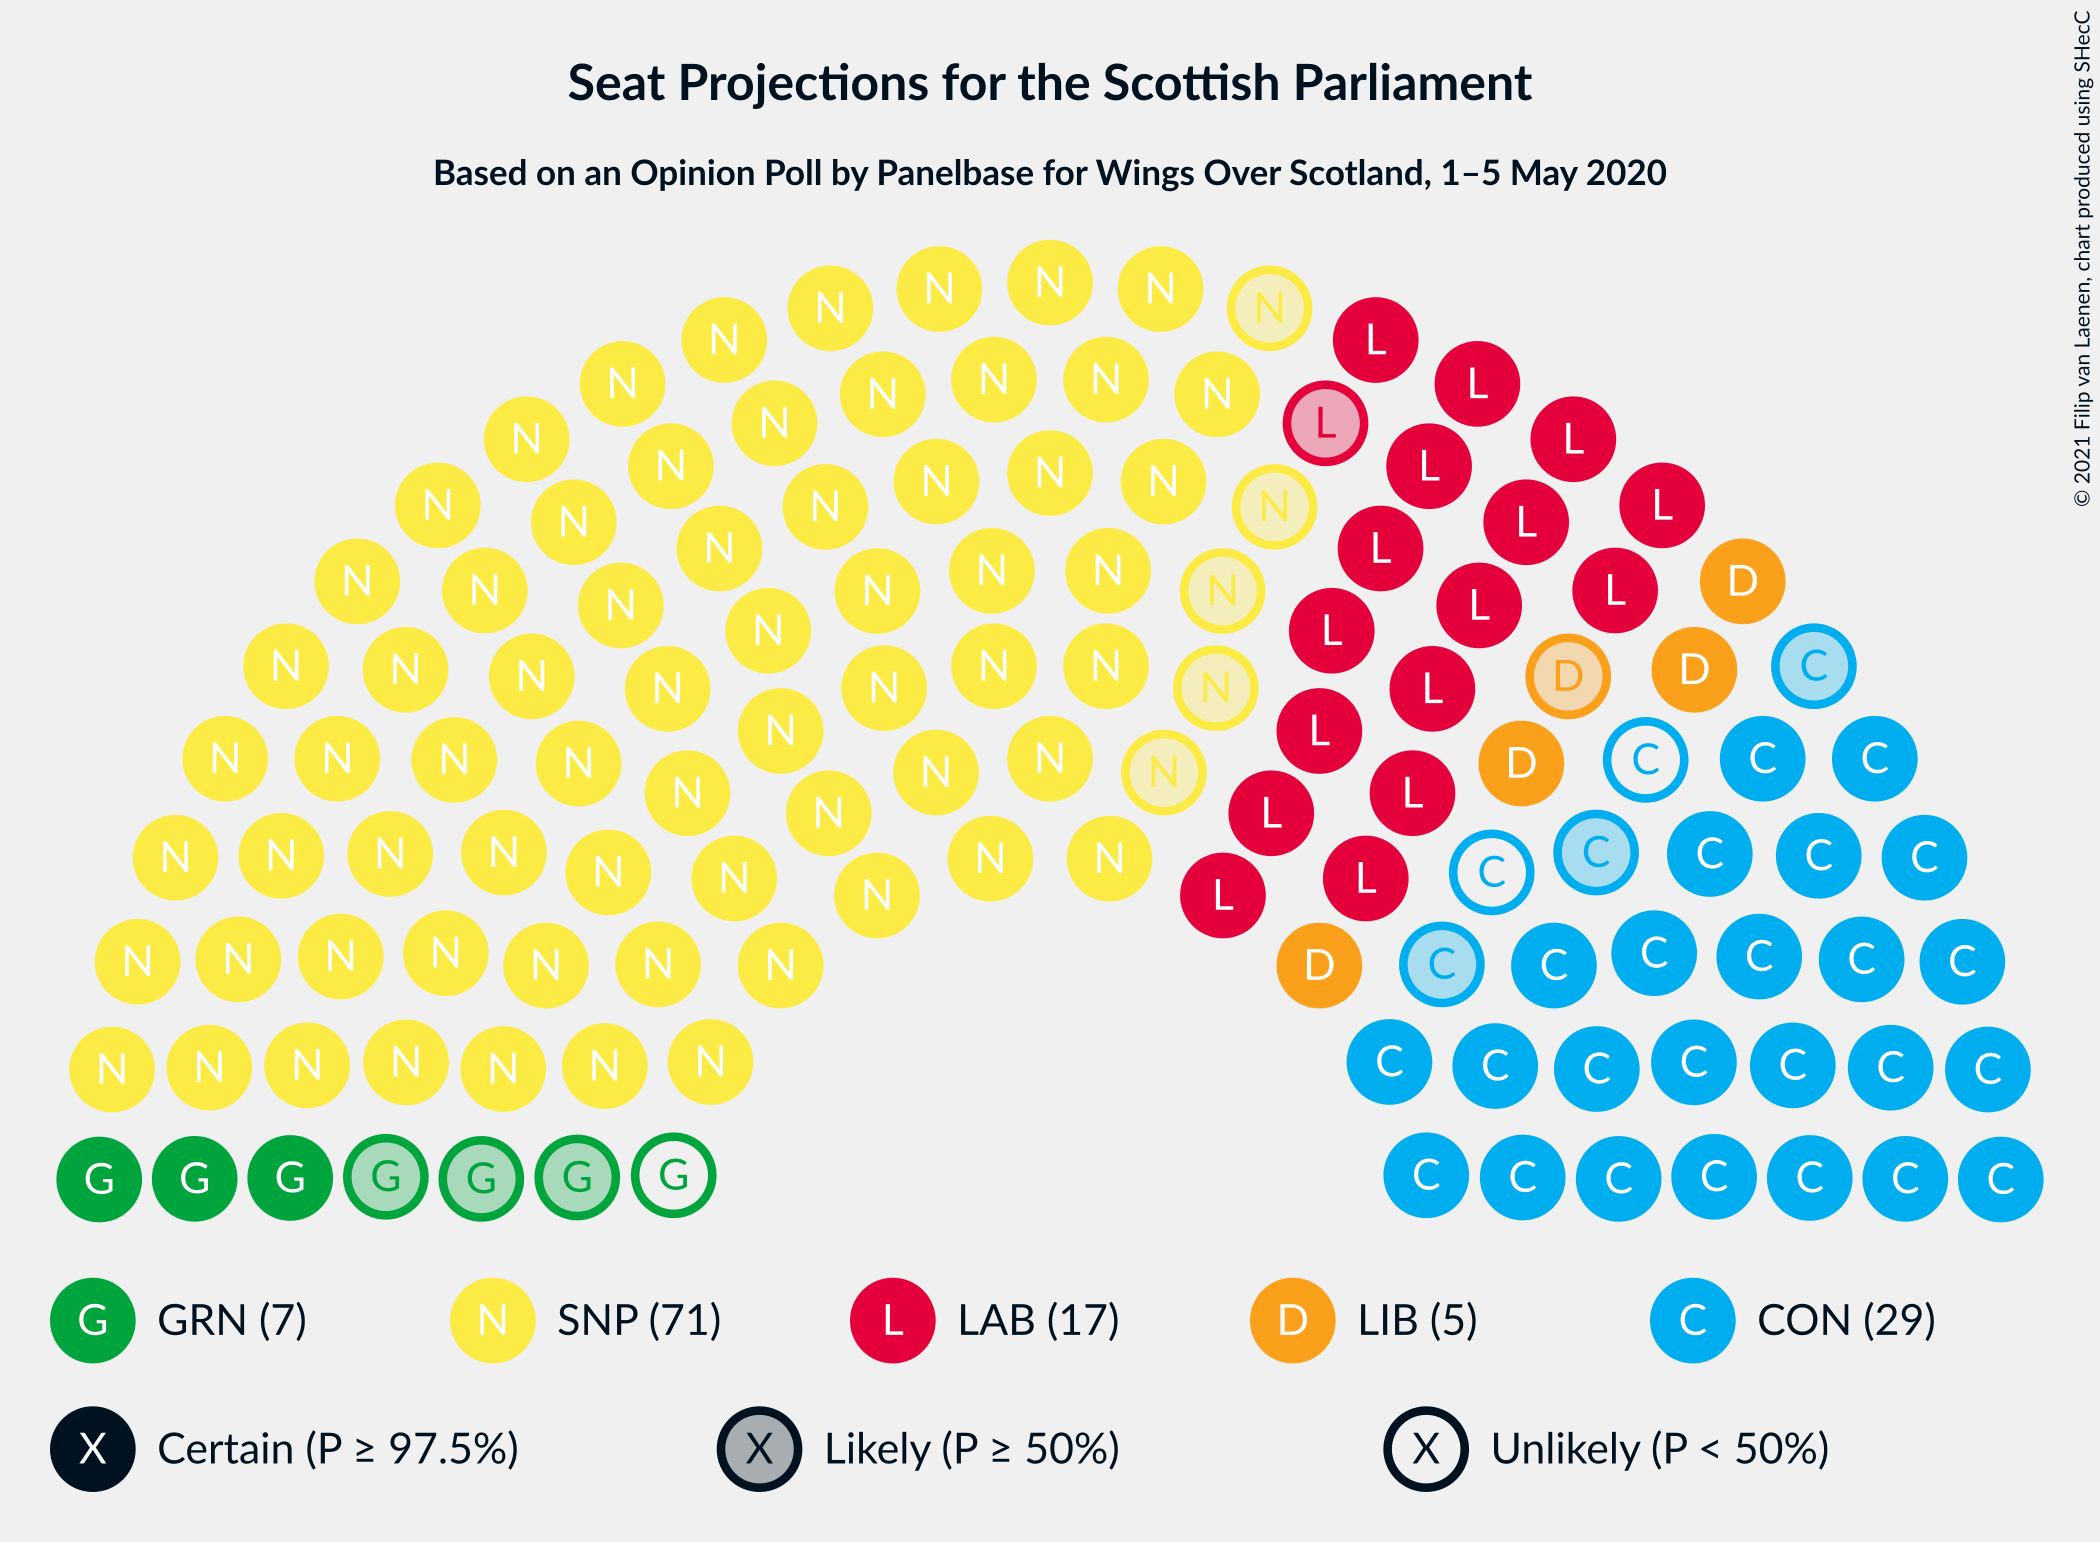 Seat Projections for the Scottish Parliament
Based on an Opinion Poll by Panelbase for Wings Over Scotland, 1–5 May 2020
© 2021 Filip van Laenen, chart produced using SHecC
N
N N
N N
N L
N N N N N L
N L
N N N N L
N N N N L
N N N L L
N N N N L
N N N L D
N N N N L L
N N N L D
N N N N N N L D D C
N N L
N N N N N N D C C C
N L
N L
N N N N N N C C C C C
N N L L
N N N N N N N D C C C C C C
N N N N N N N C C C C C C C
G G G G G G G C C C C C C C
G GRN (7) N SNP (71) L LAB (17) D LIB (5) C CON (29)
X Certain (P ≥ 97.5%) X Likely (P ≥ 50%) X Unlikely (P < 50%)